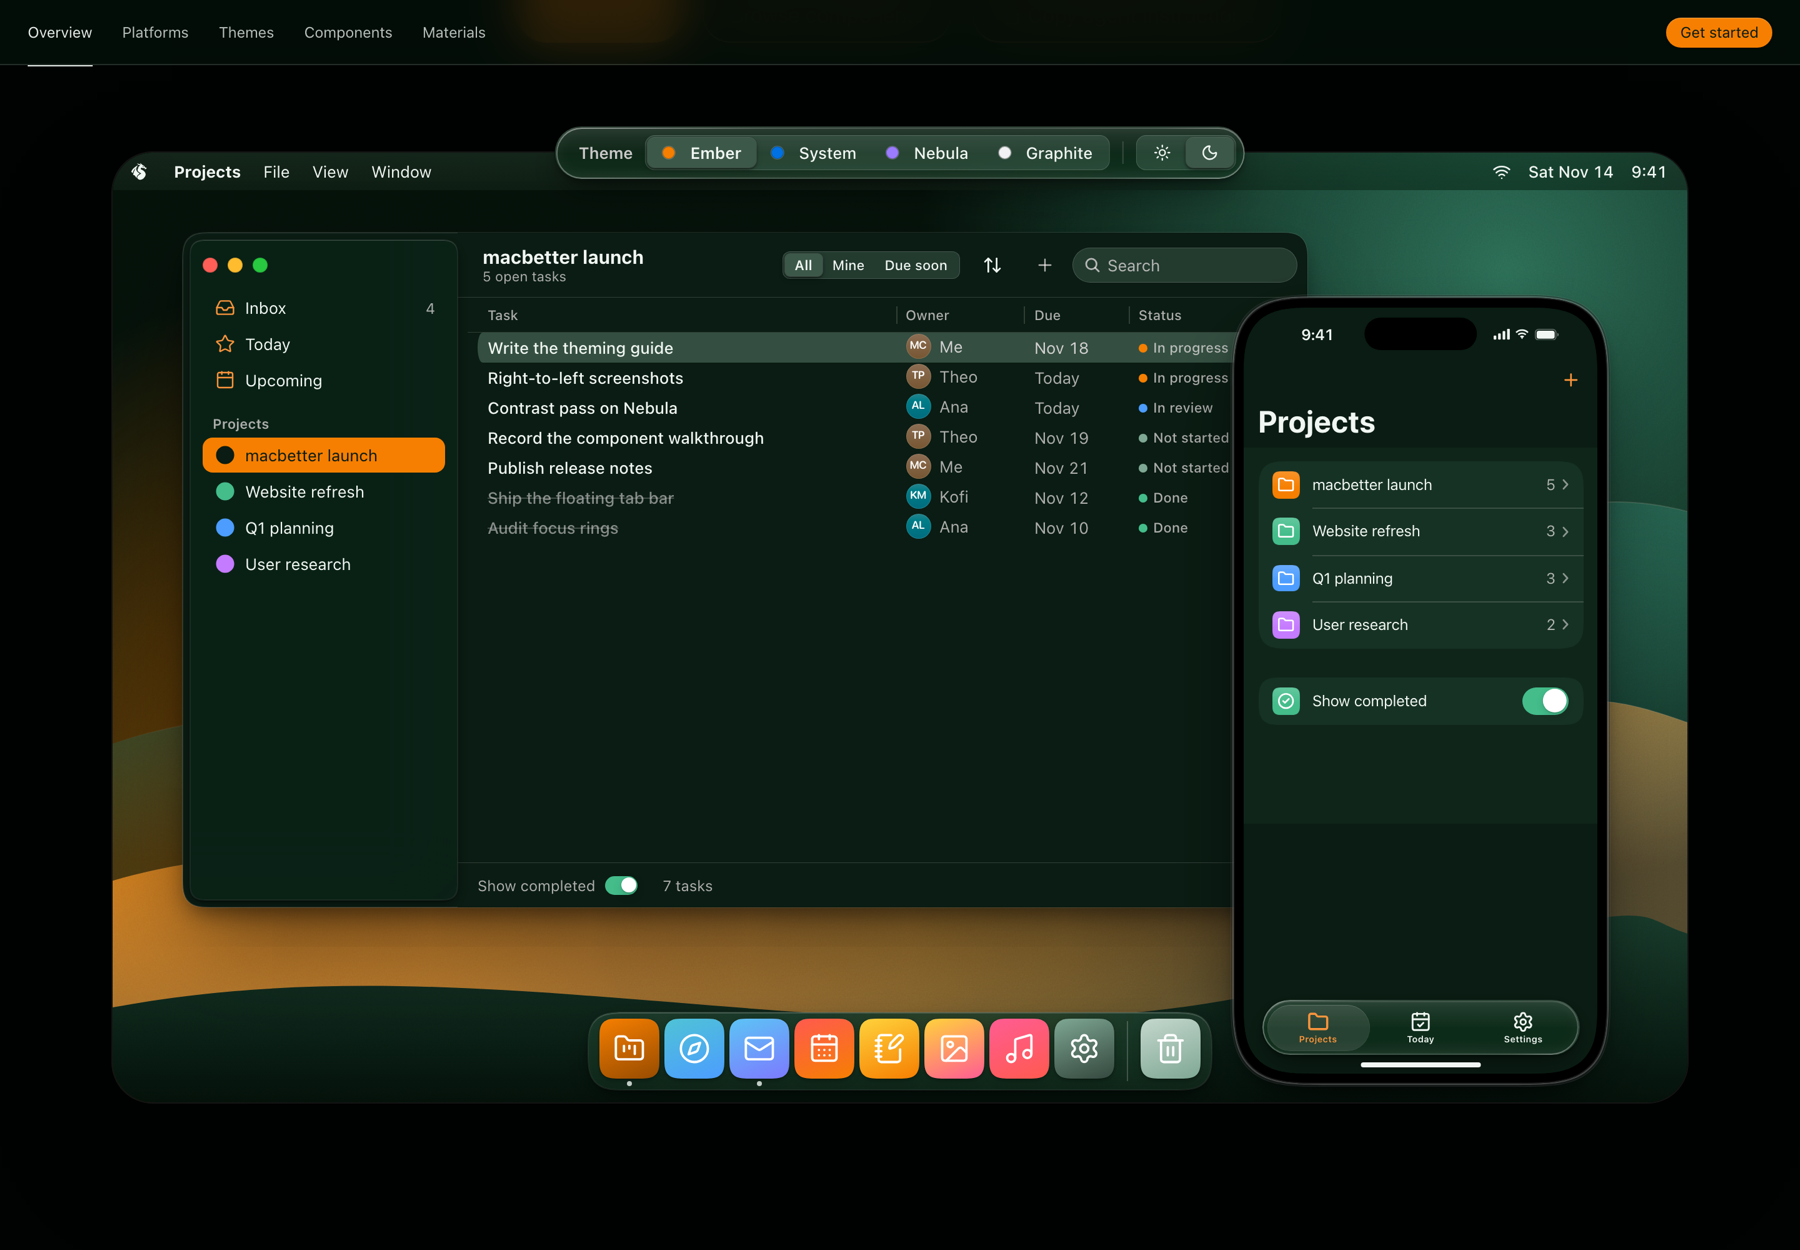 Overview Platforms Themes Components Materials Get started
Theme Ember System Nebula Graphite
Projects File View Window Sat Nov 14 9:41
Inbox 4
Today
Upcoming
Projects
macbetter launch
Website refresh
Q1 planning
User research
macbetter launch
5 open tasks
All Mine Due soon Search
Task Owner Due Status
Write the theming guide MC Me Nov 18 In progress
Right-to-left screenshots TP Theo Today In progress
Contrast pass on Nebula AL Ana Today In review
Record the component walkthrough TP Theo Nov 19 Not started
Publish release notes MC Me Nov 21 Not started
Ship the floating tab bar KM Kofi Nov 12 Done
Audit focus rings AL Ana Nov 10 Done
Show completed 7 tasks
9:41
Projects
macbetter launch 5
Website refresh 3
Q1 planning 3
User research 2
Show completed
Projects Today Settings